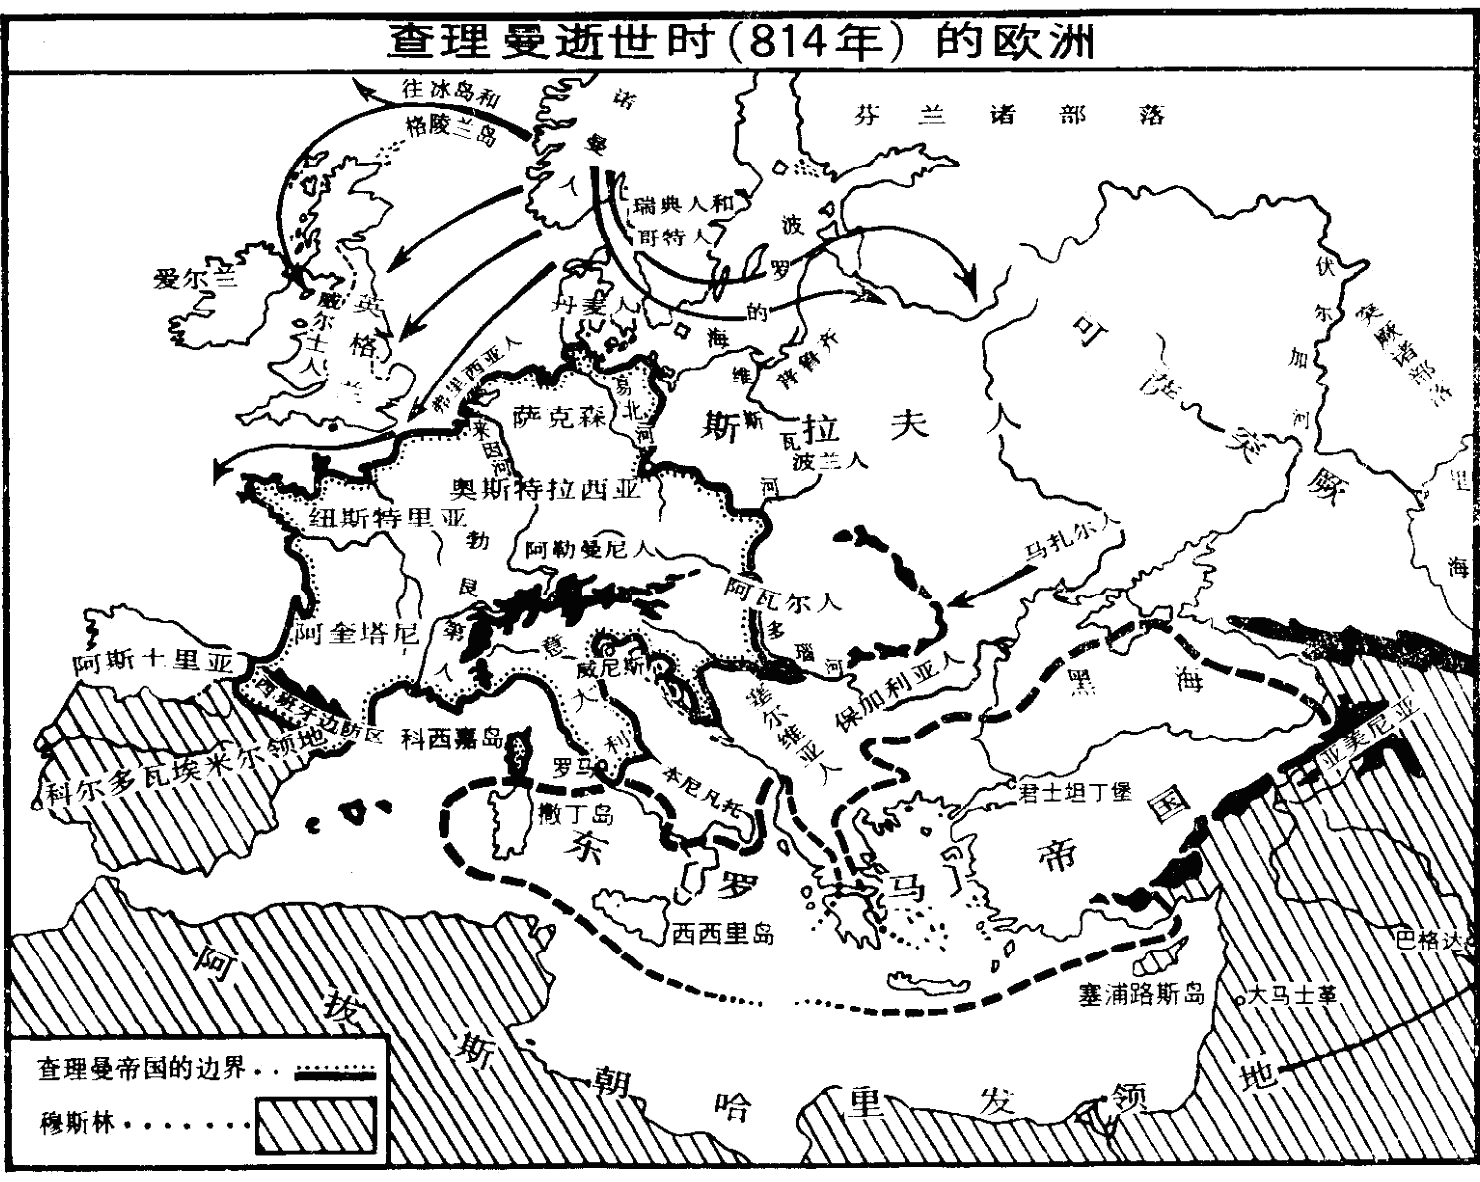 查理曼逝世时(814年)的欧洲
往冰岛和
格陵兰岛
诺曼人
芬兰诸部落
瑞典人和
哥特人
波罗的海
爱尔兰
威尔士人
英格兰
丹麦人
弗里西亚人
伏尔加河
突厥诸部落
可萨突厥
维斯瓦河
普鲁齐
易北河
萨克森
莱因河
斯拉夫人
波兰人
里海
奥斯特拉西亚
纽斯特里亚
勃艮第人
阿勒曼尼人
马扎尔人
阿瓦尔人
多瑙河
阿奎塔尼
阿斯土里亚
意大利
威尼斯
塞尔维亚人
保加利亚人
黑海
西班牙边防区
科尔多瓦埃米尔领地
科西嘉岛
罗马
本尼凡托
亚美尼亚
撒丁岛
君士坦丁堡
东罗马帝国
西西里岛
巴格达
塞浦路斯岛
大马士革
阿拔斯朝哈里发领地
查理曼帝国的边界
穆斯林